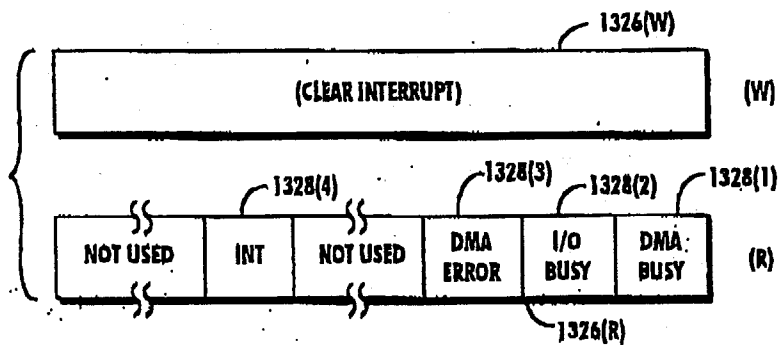 1326(W)
(CLEAR INTERRUPT)
(W)
1328(4)
1328(3)
1328(2)
1328(1)
NOT USED
INT
NOT USED
DMA
ERROR
I/O
BUSY
DMA
BUSY
(R)
1326(R)